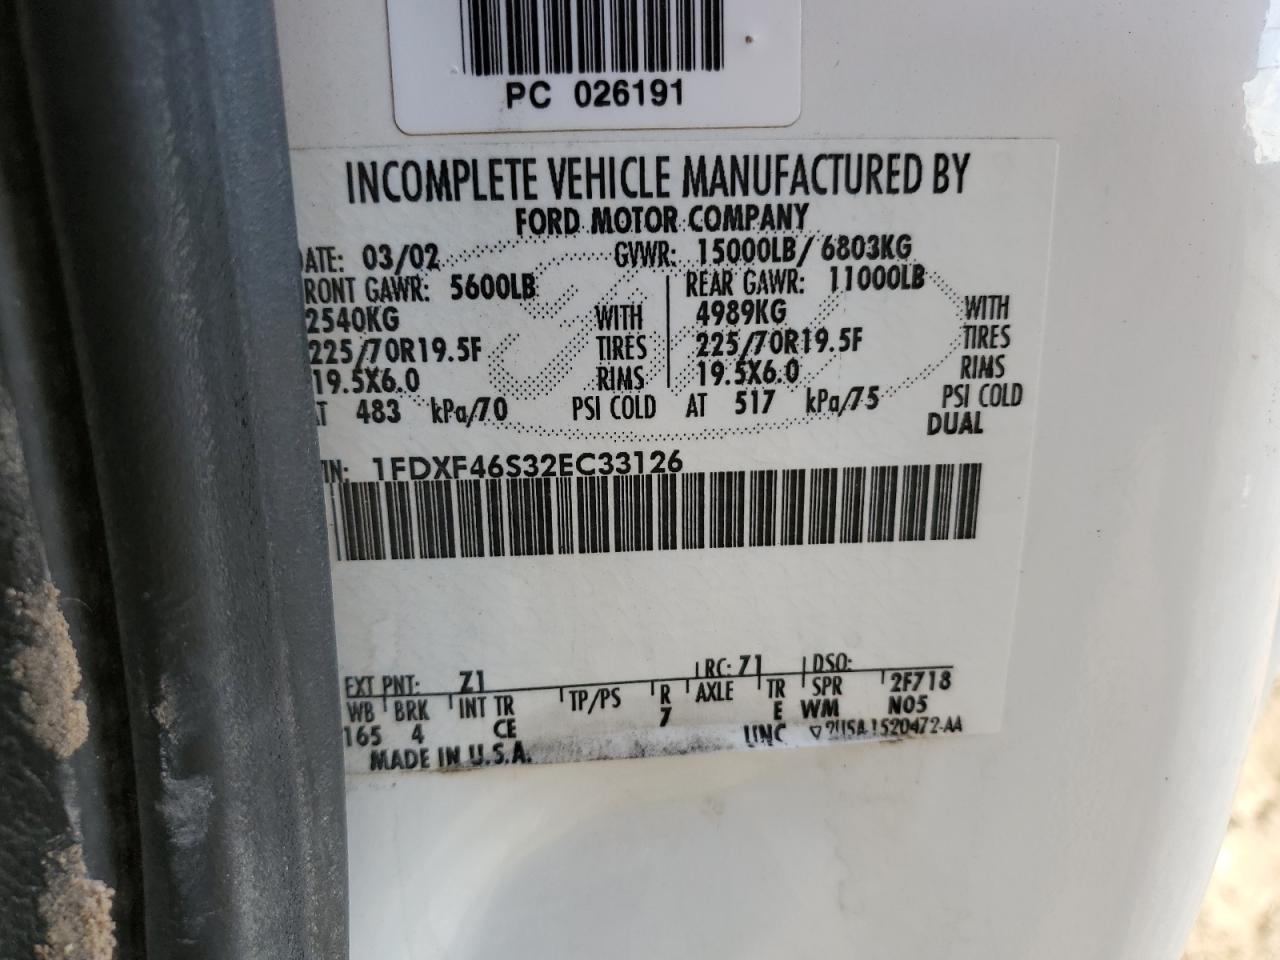 PC 026191
INCOMPLETE VEHICLE MANUFACTURED BY
FORD MOTOR COMPANY
DATE: 03/02 GVWR: 15000LB/ 6803KG
FRONT GAWR: 5600LB REAR GAWR: 11000LB
2540KG WITH 4989KG WITH
225/70R19.5F TIRES 225/70R19.5F TIRES
19.5X6.0 RIMS 19.5X6.0 RIMS
AT 483 kPa/70 PSI COLD AT 517 kPa/75 PSI COLD
DUAL
VIN: 1FDXF46S32EC33126
EXT PNT: Z1 RC: 71 DSO:
WB BRK INT TR TP/PS R AXLE TR SPR 2F718
165 4 CE 7 E WM N05
MADE IN U.S.A. UNC 1520472-AA